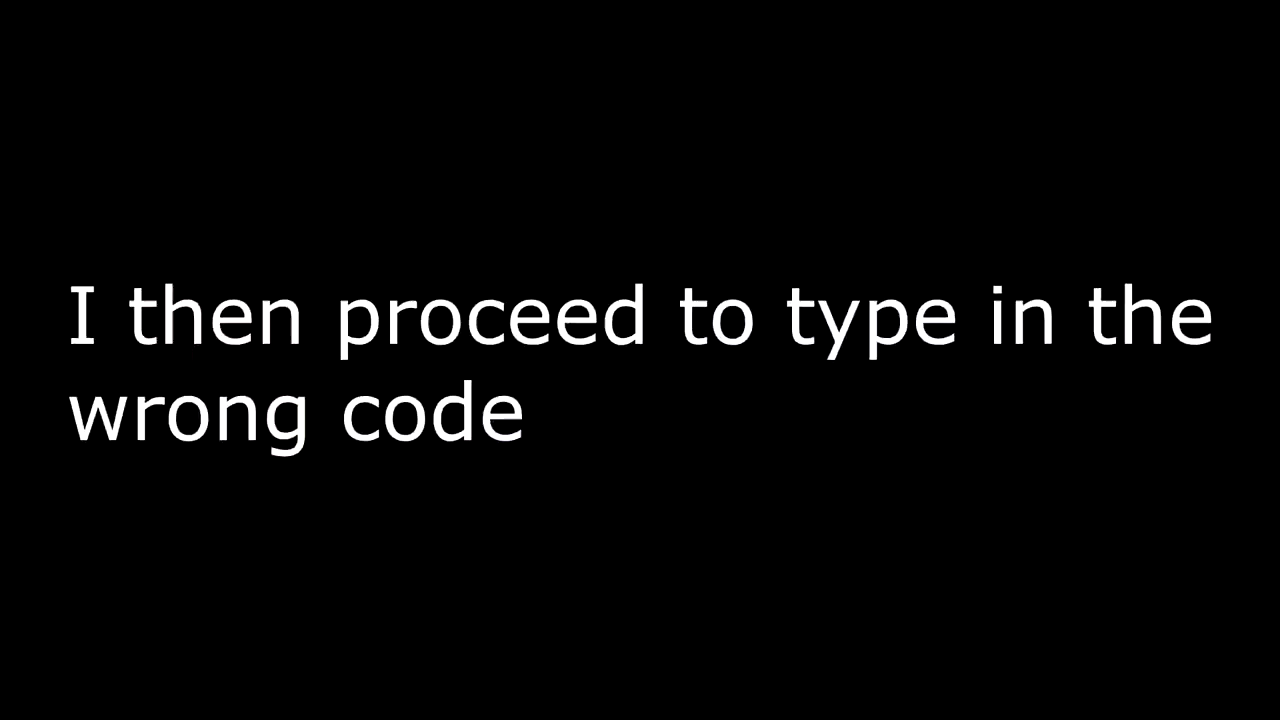 I then proceed to type in the
wrong code